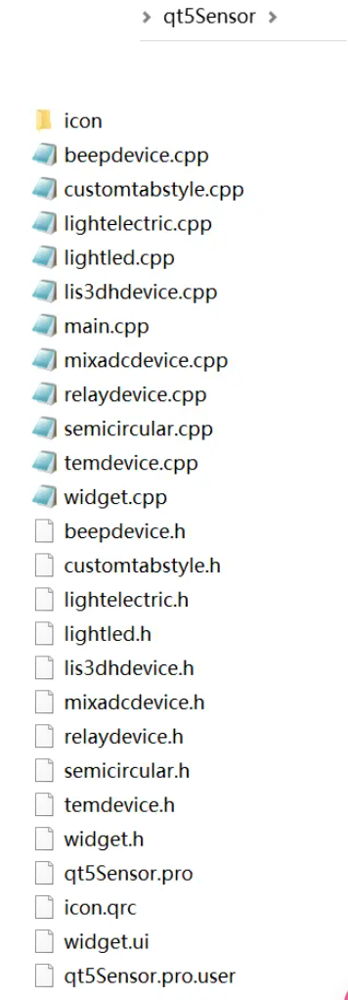 qt5Sensor
icon
beepdevice.cpp
customtabstyle.cpp
lightelectric.cpp
lightled.cpp
lis3dhdevice.cpp
main.cpp
mixadcdevice.cpp
relaydevice.cpp
semicircular.cpp
temdevice.cpp
widget.cpp
beepdevice.h
customtabstyle.h
lightelectric.h
lightled.h
lis3dhdevice.h
mixadcdevice.h
relaydevice.h
semicircular.h
temdevice.h
widget.h
qt5Sensor.pro
icon.qrc
widget.ui
qt5Sensor.pro.user